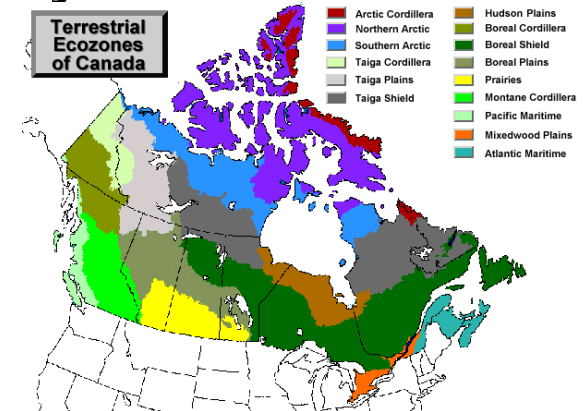 Terrestrial
Ecozones
of Canada
Arctic Cordillera
Northern Arctic
Southern Arctic
Taiga Cordillera
Taiga Plains
Taiga Shield
Hudson Plains
Boreal Cordillera
Boreal Shield
Boreal Plains
Prairies
Montane Cordillera
Pacific Maritime
Mixedwood Plains
Atlantic Maritime